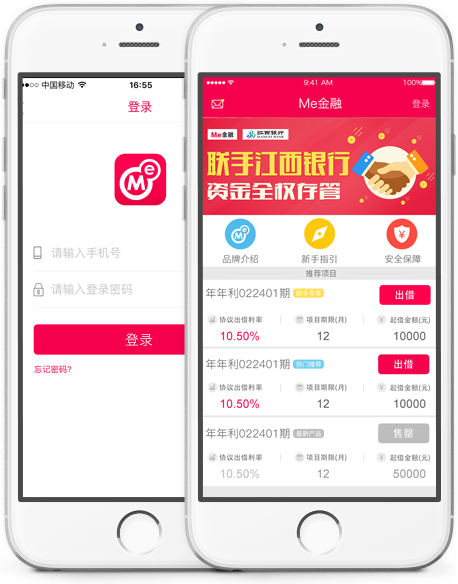 中国移动
16:55
登录
Me
请输入手机号
请输入登录密码
登录
忘记密码?
9:41 AM
100%
Me金融
登录
Me金融
江西银行
JIANGXI BANK
联手江西银行
资金全权存管
Me
品牌介绍
新手指引
安全保障
推荐项目
年年利022401期
新手专享
出借
协议出借利率
项目期限(月)
起借金额(元)
10.50%
12
10000
年年利022401期
热门推荐
出借
协议出借利率
项目期限(月)
起借金额(元)
10.50%
12
10000
年年利022401期
最新产品
售罄
协议出借利率
项目期限(月)
起借金额(元)
10.50%
12
50000